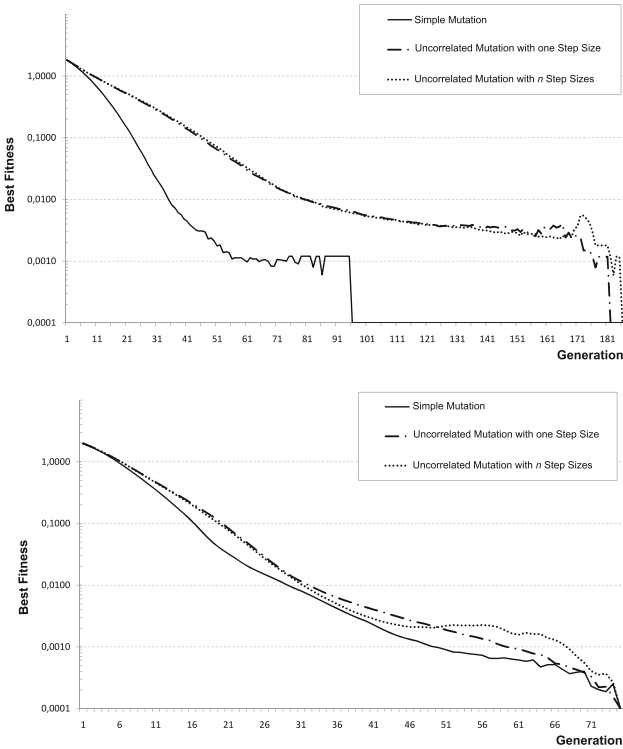 Simple Mutation
Uncorrelated Mutation with one Step Size
Uncorrelated Mutation with n Step Sizes
Best Fitness
1,0000
0,1000
0,0100
0,0010
0,0001
1 11 21 31 41 51 61 71 81 91 101 111 121 131 141 151 161 171 181
Generation
Simple Mutation
Uncorrelated Mutation with one Step Size
Uncorrelated Mutation with n Step Sizes
Best Fitness
1,0000
0,1000
0,0100
0,0010
0,0001
1 6 11 16 21 26 31 36 41 46 51 56 61 66 71
Generation